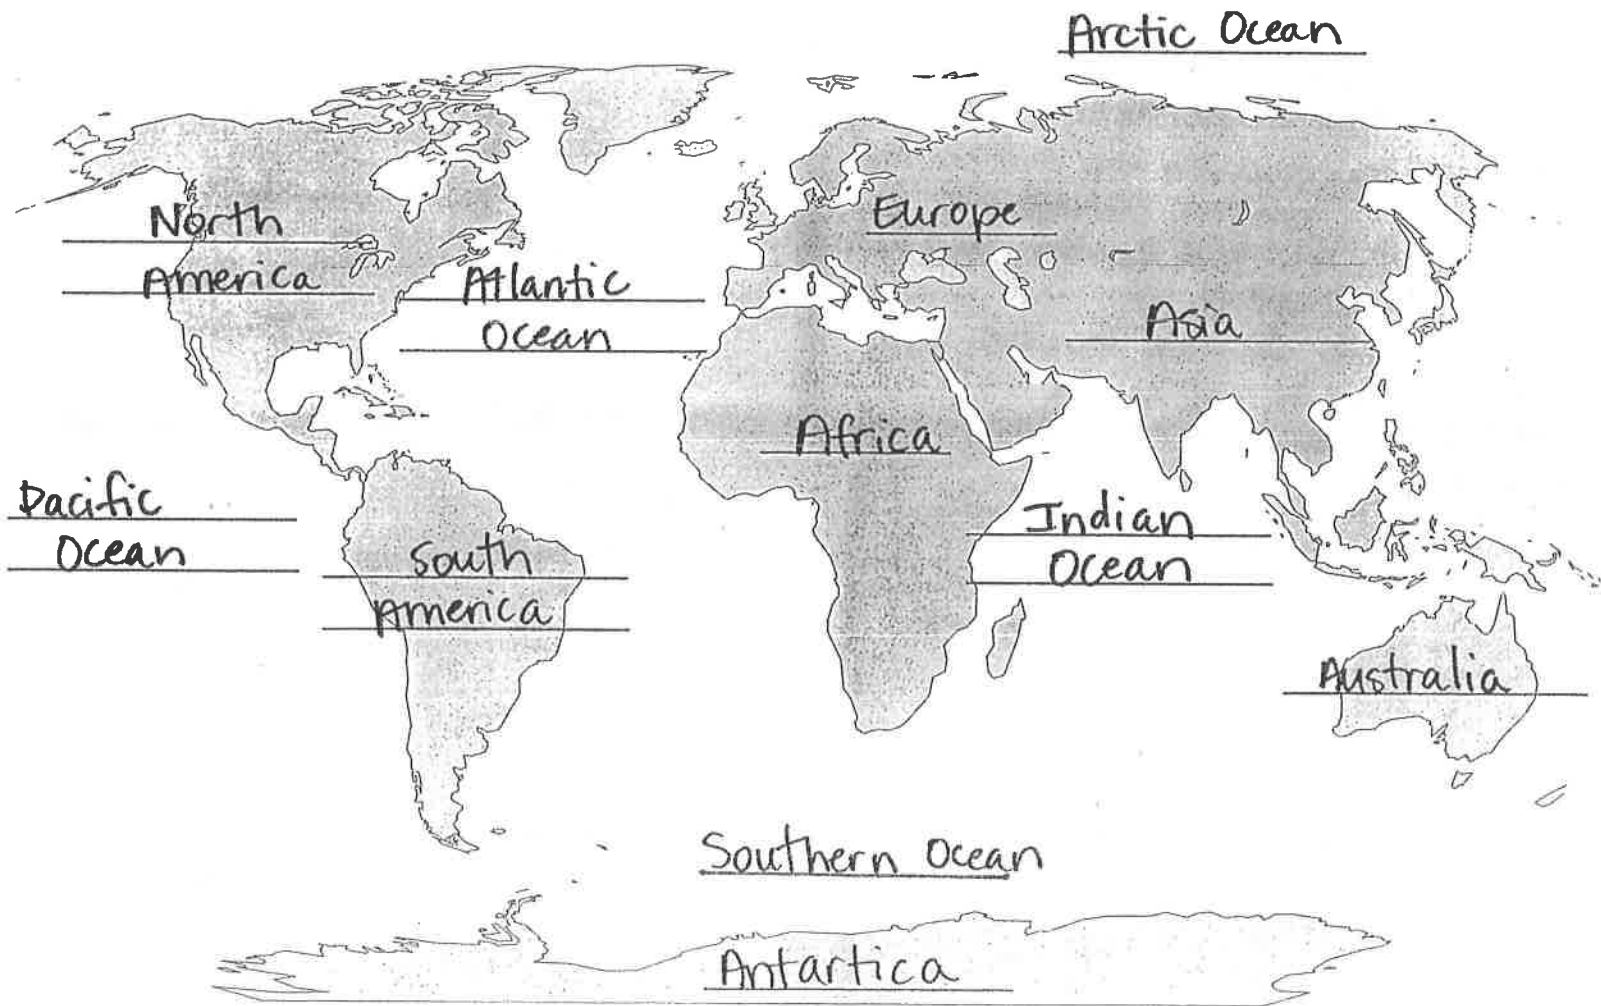 Arctic Ocean
North
America
Europe
Atlantic
Ocean
Asia
Africa
Pacific
Ocean
South
America
Indian
Ocean
Australia
Southern Ocean
Antartica